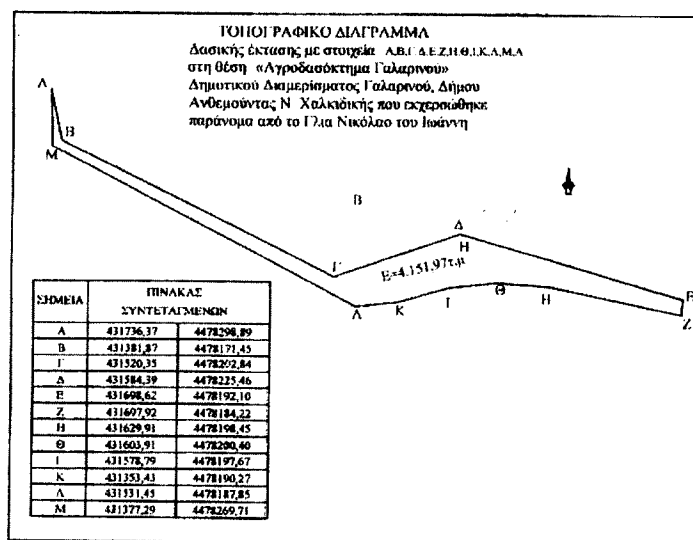 ΤΟΠΟΓΡΑΦΙΚΟ ΔΙΑΓΡΑΜΜΑ
Δασικής έκτασης με στοιχεία Α,Β,Γ,Δ,Ε,Ζ,Η,Θ,Ι,Κ,Λ,Μ,Α
στη θέση «Αγροδασόκτημα Γαλαρινού»
Δημοτικού Διαμερίσματος Γαλαρινού, Δήμου
Ανθεμούντας Ν Χαλκιδικής που εκχερσώθηκε
παράνομα από το Νικόλαο του Ιωάννη
Α
Β
Μ
Β
Δ
Η
Γ
Ε=4.151,97τ.μ
Λ
Κ
Ι
Θ
Η
Ε
Ζ
ΣΗΜΕΙΑ ΠΙΝΑΚΑΣ
ΣΥΝΤΕΤΑΓΜΕΝΩΝ
Α 431736,37 4478298,89
Β 431381,87 4478171,45
Γ 431520,35 4478202,84
Δ 431584,39 4478225,46
Ε 431698,62 4478192,10
Ζ 431697,92 4478184,22
Η 431629,91 4478198,45
Θ 431603,91 4478200,40
Ι 431578,79 4478197,67
Κ 431353,43 4478190,27
Λ 431531,45 4478187,85
Μ 431377,29 4478269,71